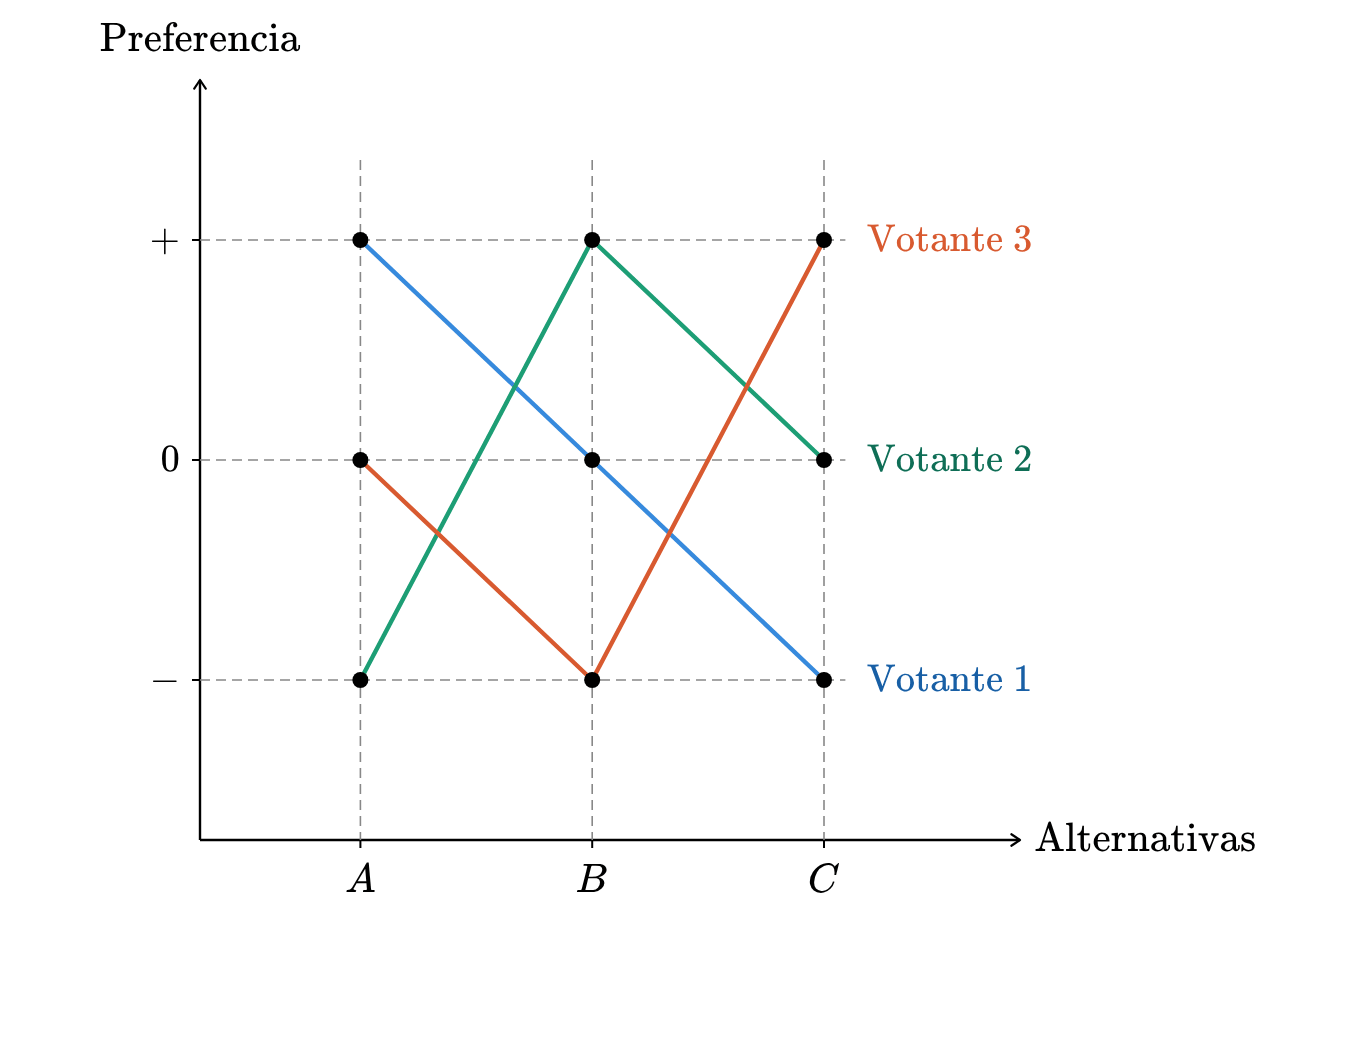 Preferencia
+
Votante 3
0
Votante 2
−
Votante 1
Alternativas
A
B
C